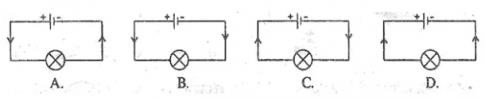 + - + - + - + -
A. B. C. D.